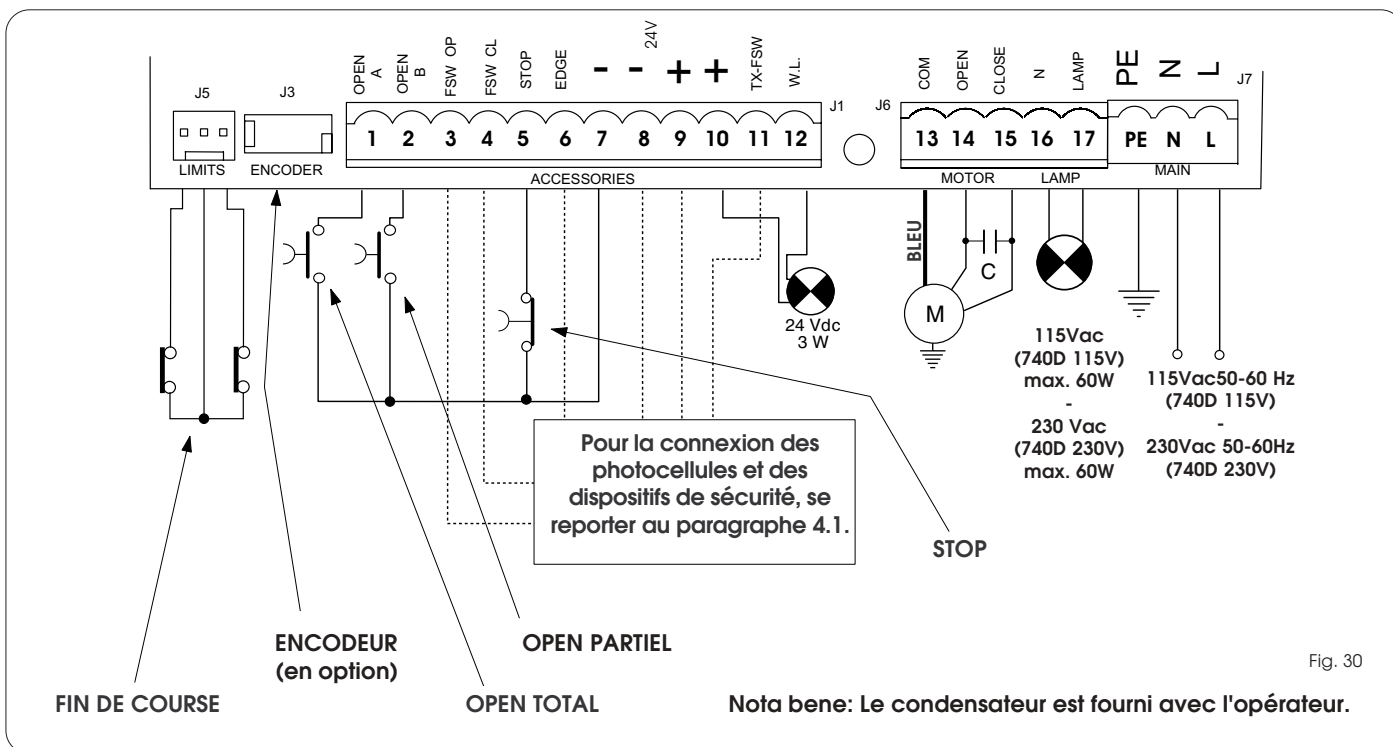 OPEN A
OPEN B
FSW OP
FSW CL
STOP
EDGE
-
-
24V
+
+
TX-FSW
W.L.
COM
OPEN
CLOSE
N
LAMP
PE
N
L
J5
J3
J1
J6
J7
1 2 3 4 5 6 7 8 9 10 11 12
13 14 15 16 17
PE N L
LIMITS
ENCODER
ACCESSORIES
MOTOR
LAMP
MAIN
BLEU
C
M
24 Vdc
3 W
115Vac
(740D 115V)
max. 60W
-
230 Vac
(740D 230V)
max. 60W
115Vac50-60 Hz
(740D 115V)
-
230Vac 50-60Hz
(740D 230V)
Pour la connexion des
photocellules et des
dispositifs de sécurité, se
reporter au paragraphe 4.1.
STOP
ENCODEUR
(en option)
OPEN PARTIEL
FIN DE COURSE
OPEN TOTAL
Fig. 30
Nota bene: Le condensateur est fourni avec l'opérateur.